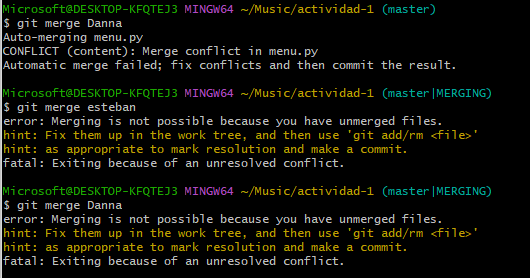 Microsoft@DESKTOP-KFQTEJ3 MINGW64 ~/Music/actividad-1 (master)
$ git merge Danna
Auto-merging menu.py
CONFLICT (content): Merge conflict in menu.py
Automatic merge failed; fix conflicts and then commit the result.
Microsoft@DESKTOP-KFQTEJ3 MINGW64 ~/Music/actividad-1 (master|MERGING)
$ git merge esteban
error: Merging is not possible because you have unmerged files.
hint: Fix them up in the work tree, and then use 'git add/rm <file>'
hint: as appropriate to mark resolution and make a commit.
fatal: Exiting because of an unresolved conflict.
Microsoft@DESKTOP-KFQTEJ3 MINGW64 ~/Music/actividad-1 (master|MERGING)
$ git merge Danna
error: Merging is not possible because you have unmerged files.
hint: Fix them up in the work tree, and then use 'git add/rm <file>'
hint: as appropriate to mark resolution and make a commit.
fatal: Exiting because of an unresolved conflict.